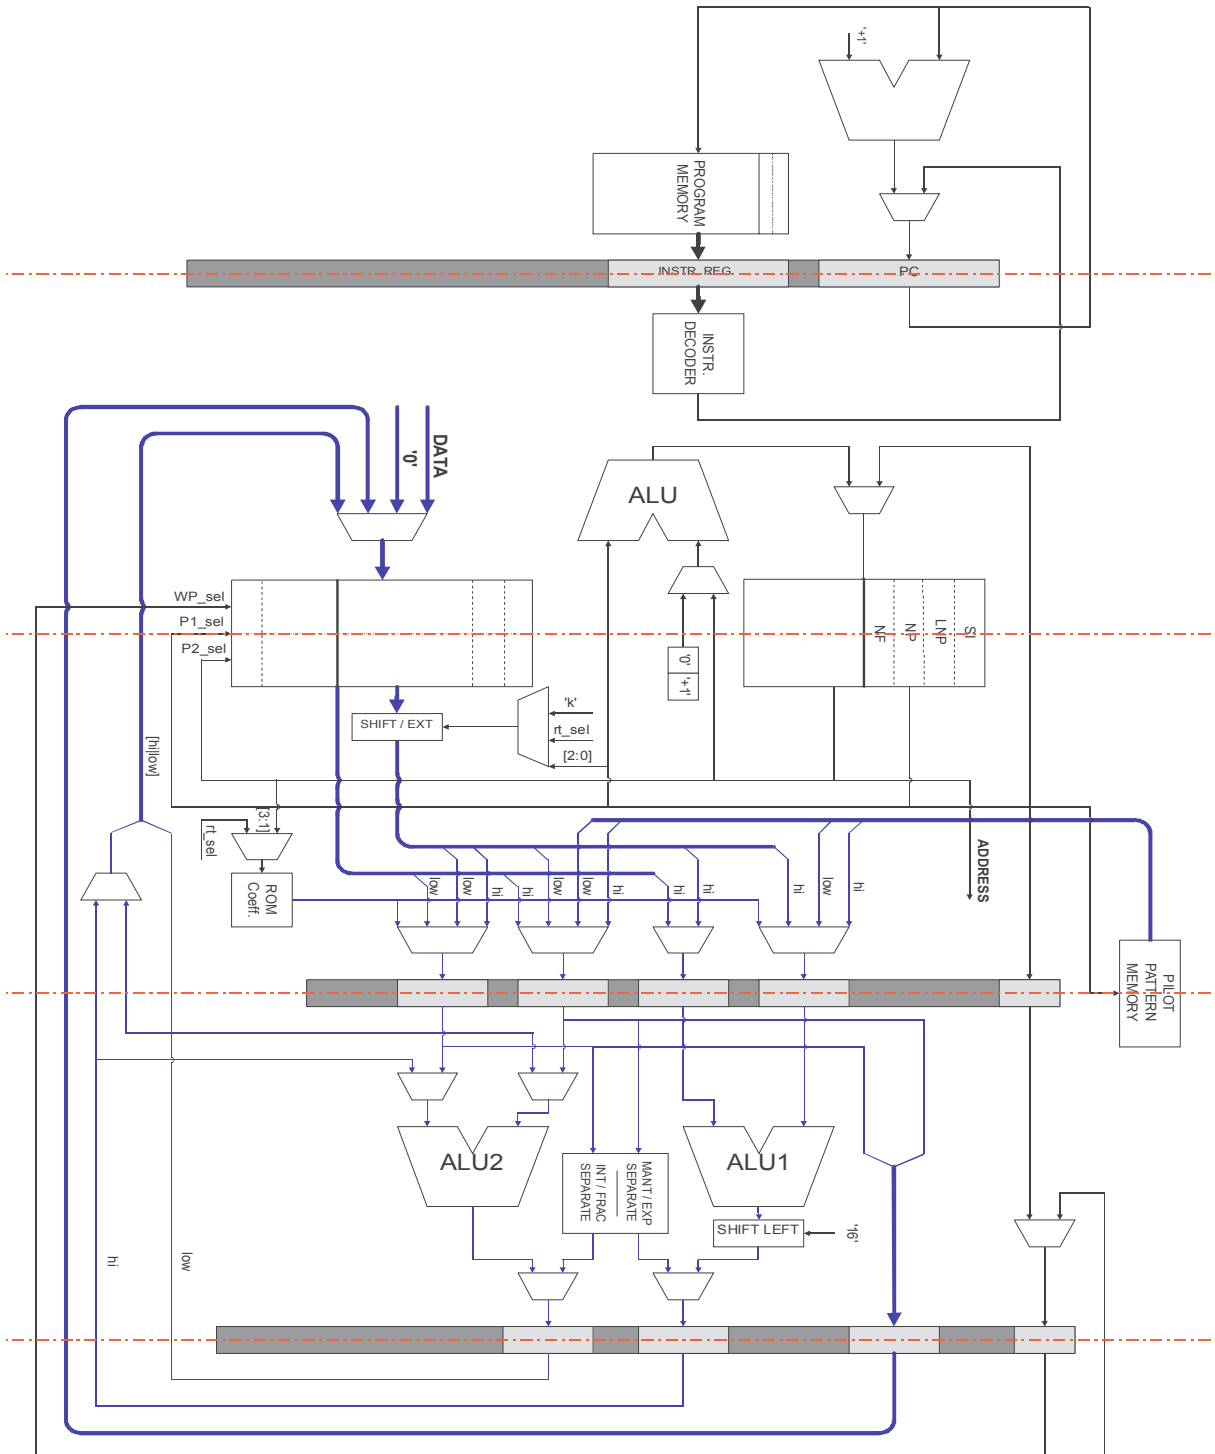 '+1'
PROGRAM
MEMORY
INSTR. REG.
PC
INSTR.
DECODER
DATA
'0'
ALU
WP_sel
P1_sel
P2_sel
NF
NP
LNP
SI
'0'
'+1'
SHIFT / EXT
'k'
rt_sel
[2:0]
[hi|low]
[3:1]
rt_sel
ROM
Coeff.
low
low
hi
hi
low
low
hi
hi
hi
hi
low
hi
ADDRESS
PILOT
PATTERN
MEMORY
ALU2
INT / FRAC
SEPARATE
MANT / EXP
SEPARATE
ALU1
SHIFT LEFT
'16'
hi
low